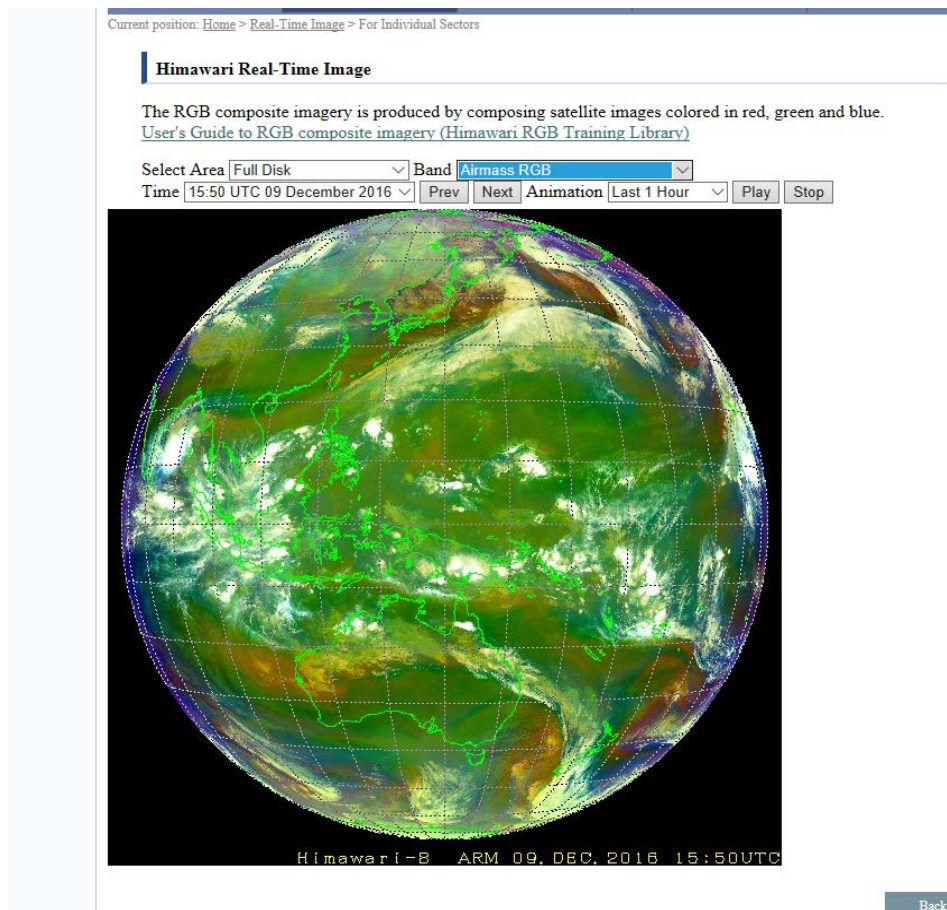 Current position: Home > Real-Time Image > For Individual Sectors
Himawari Real-Time Image
The RGB composite imagery is produced by composing satellite images colored in red, green and blue.
User's Guide to RGB composite imagery (Himawari RGB Training Library)
Select Area Full Disk Band Airmass RGB
Time 15:50 UTC 09 December 2016 Prev Next Animation Last 1 Hour Play Stop
Himawari-8 ARM 09.DEC.2016 15:50UTC
Back